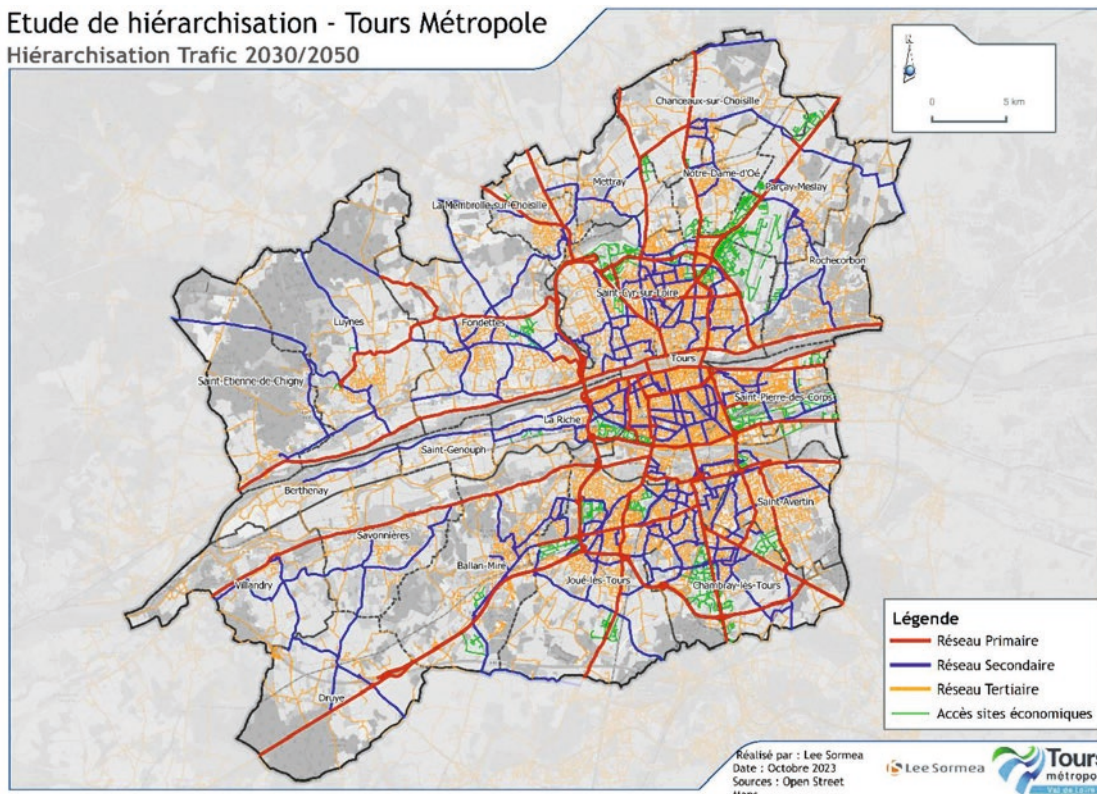 Etude de hiérarchisation - Tours Métropole
Hiérarchisation Trafic 2030/2050
N
0 5 km
Chanceaux-sur-Choisille
Notre-Dame-d'Oé
Mettray
Parçay-Meslay
La Membrolle-sur-Choisille
Rochecorbon
Saint-Cyr-sur-Loire
Luynes
Fondettes
Tours
Saint-Etienne-de-Chigny
Saint-Pierre-des-Corps
La Riche
Saint-Genouph
Berthenay
Saint-Avertin
Savonnières
Ballan-Miré
Villandry
Joué-lès-Tours
Chambray-lès-Tours
Druye
Légende
Réseau Primaire
Réseau Secondaire
Réseau Tertiaire
Accès sites économiques
Réalisé par : Lee Sormea
Date : Octobre 2023
Sources : Open Street
Lee Sormea
Tours
métropo
Val de Loire